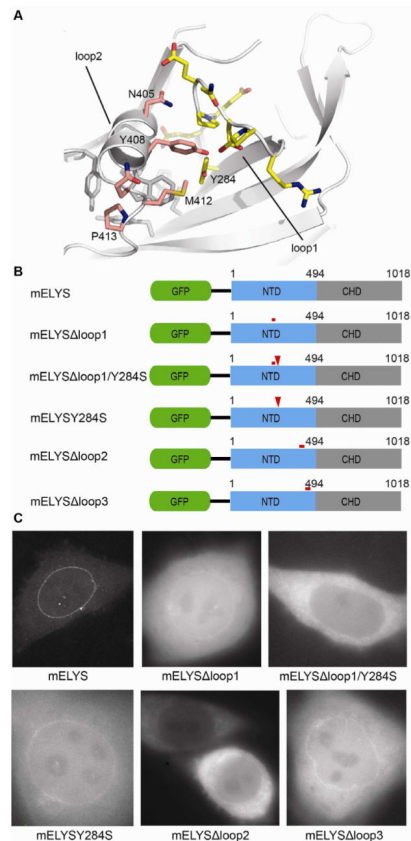 A
loop2
N405
Y408
Y284
M412
P413
loop1
B
1 494 1018
mELYS GFP NTD CHD
1 494 1018
mELYSΔloop1 GFP NTD CHD
1 494 1018
mELYSΔloop1/Y284S GFP NTD CHD
1 494 1018
mELYSY284S GFP NTD CHD
1 494 1018
mELYSΔloop2 GFP NTD CHD
1 494 1018
mELYSΔloop3 GFP NTD CHD
C
mELYS mELYSΔloop1 mELYSΔloop1/Y284S
mELYSY284S mELYSΔloop2 mELYSΔloop3